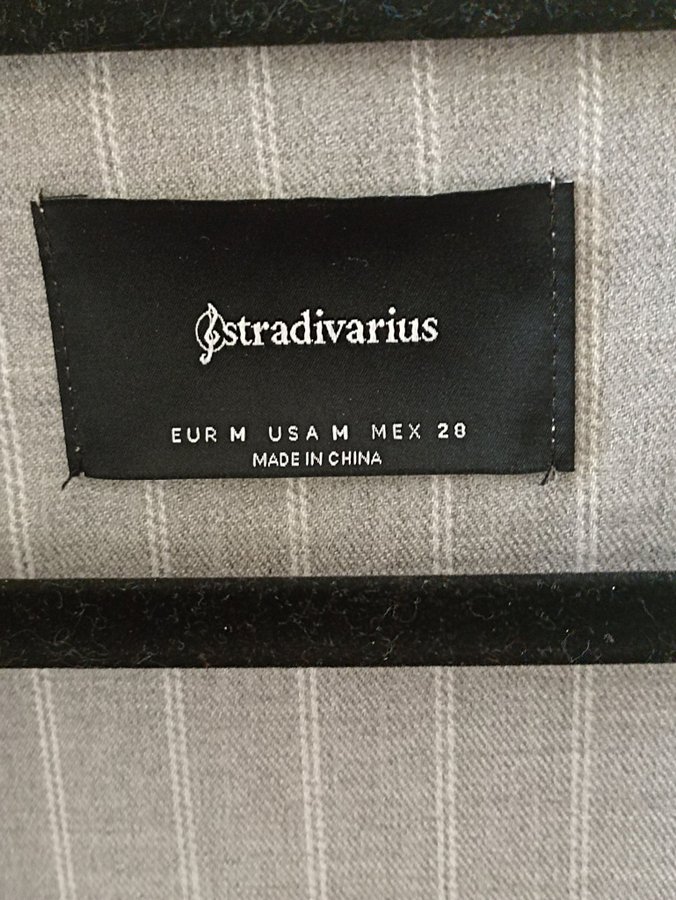 stradivarius
EUR M USA M MEX 28
MADE IN CHINA